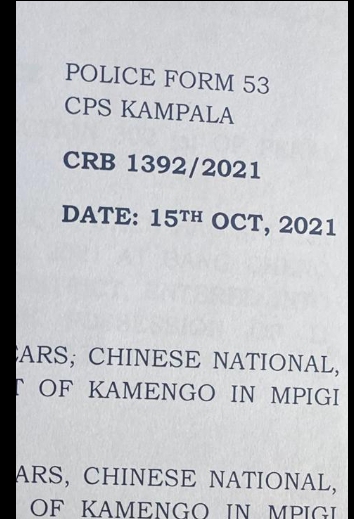 POLICE FORM 53
CPS KAMPALA
CRB 1392/2021
DATE: 15TH OCT, 2021
EARS; CHINESE NATIONAL,
T OF KAMENGO IN MPIGI
ARS, CHINESE NATIONAL,
OF KAMENGO IN MPIGI